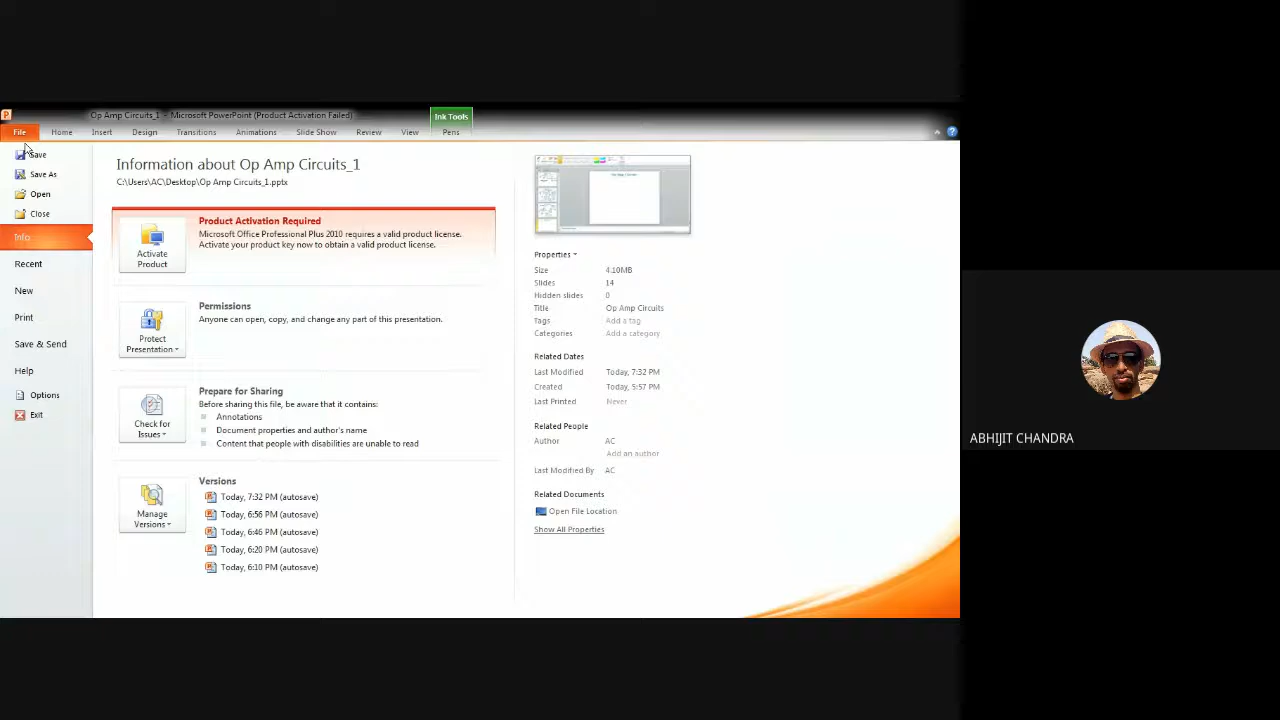 Op Amp Circuits_1 - Microsoft PowerPoint (Product Activation Failed)
Ink Tools
File Home Insert Design Transitions Animations Slide Show Review View Pens
Save
Save As
Open
Close
Info
Recent
New
Print
Save & Send
Help
Options
Exit
Information about Op Amp Circuits_1
C:\Users\AC\Desktop\Op Amp Circuits_1.pptx
Activate
Product
Product Activation Required
Microsoft Office Professional Plus 2010 requires a valid product license.
Activate your product key now to obtain a valid product license.
Protect
Presentation
Permissions
Anyone can open, copy, and change any part of this presentation.
Check for
Issues
Prepare for Sharing
Before sharing this file, be aware that it contains:
Annotations
Document properties and author's name
Content that people with disabilities are unable to read
Manage
Versions
Versions
Today, 7:32 PM (autosave)
Today, 6:56 PM (autosave)
Today, 6:46 PM (autosave)
Today, 6:20 PM (autosave)
Today, 6:10 PM (autosave)
Properties
Size 4.10MB
Slides 14
Hidden slides 0
Title Op Amp Circuits
Tags Add a tag
Categories Add a category
Related Dates
Last Modified Today, 7:32 PM
Created Today, 5:57 PM
Last Printed Never
Related People
Author AC
Add an author
Last Modified By AC
Related Documents
Open File Location
Show All Properties
ABHIJIT CHANDRA